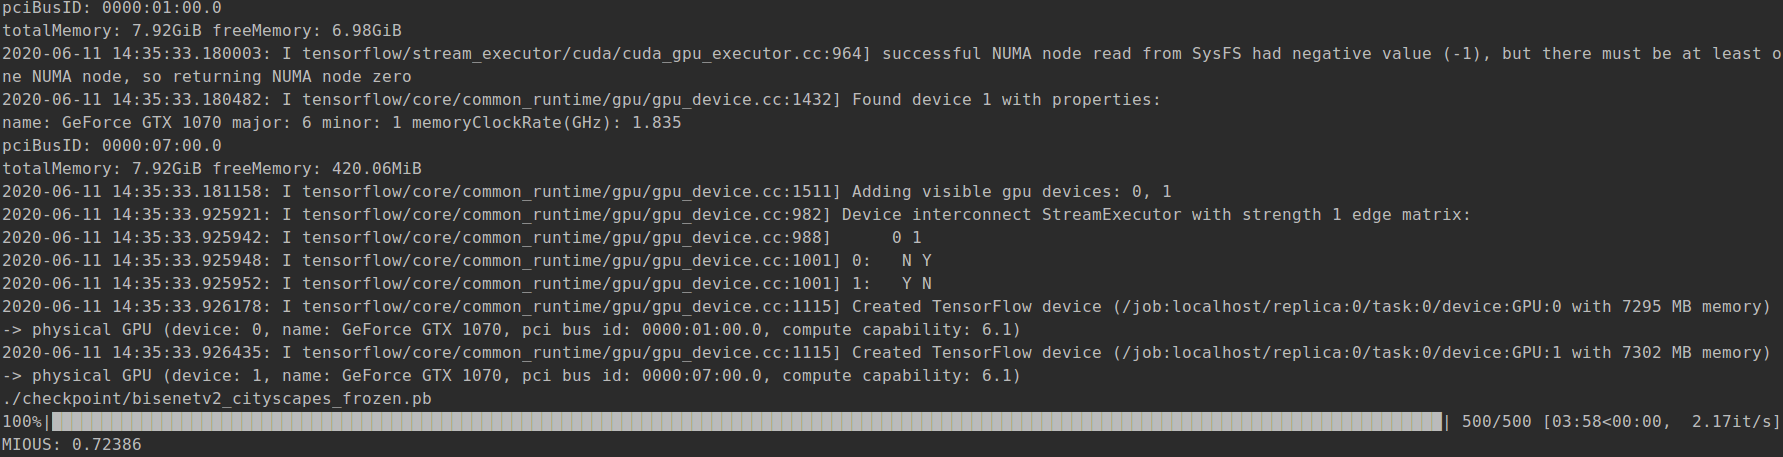 pciBusID: 0000:01:00.0
totalMemory: 7.92GiB freeMemory: 6.98GiB
2020-06-11 14:35:33.180003: I tensorflow/stream_executor/cuda/cuda_gpu_executor.cc:964] successful NUMA node read from SysFS had negative value (-1), but there must be at least o
ne NUMA node, so returning NUMA node zero
2020-06-11 14:35:33.180482: I tensorflow/core/common_runtime/gpu/gpu_device.cc:1432] Found device 1 with properties:
name: GeForce GTX 1070 major: 6 minor: 1 memoryClockRate(GHz): 1.835
pciBusID: 0000:07:00.0
totalMemory: 7.92GiB freeMemory: 420.06MiB
2020-06-11 14:35:33.181158: I tensorflow/core/common_runtime/gpu/gpu_device.cc:1511] Adding visible gpu devices: 0, 1
2020-06-11 14:35:33.925921: I tensorflow/core/common_runtime/gpu/gpu_device.cc:982] Device interconnect StreamExecutor with strength 1 edge matrix:
2020-06-11 14:35:33.925942: I tensorflow/core/common_runtime/gpu/gpu_device.cc:988]      0 1
2020-06-11 14:35:33.925948: I tensorflow/core/common_runtime/gpu/gpu_device.cc:1001] 0:   N Y
2020-06-11 14:35:33.925952: I tensorflow/core/common_runtime/gpu/gpu_device.cc:1001] 1:   Y N
2020-06-11 14:35:33.926178: I tensorflow/core/common_runtime/gpu/gpu_device.cc:1115] Created TensorFlow device (/job:localhost/replica:0/task:0/device:GPU:0 with 7295 MB memory)
-> physical GPU (device: 0, name: GeForce GTX 1070, pci bus id: 0000:01:00.0, compute capability: 6.1)
2020-06-11 14:35:33.926435: I tensorflow/core/common_runtime/gpu/gpu_device.cc:1115] Created TensorFlow device (/job:localhost/replica:0/task:0/device:GPU:1 with 7302 MB memory)
-> physical GPU (device: 1, name: GeForce GTX 1070, pci bus id: 0000:07:00.0, compute capability: 6.1)
./checkpoint/bisenetv2_cityscapes_frozen.pb
100%| | 500/500 [03:58<00:00,  2.17it/s]
MIOUS: 0.72386